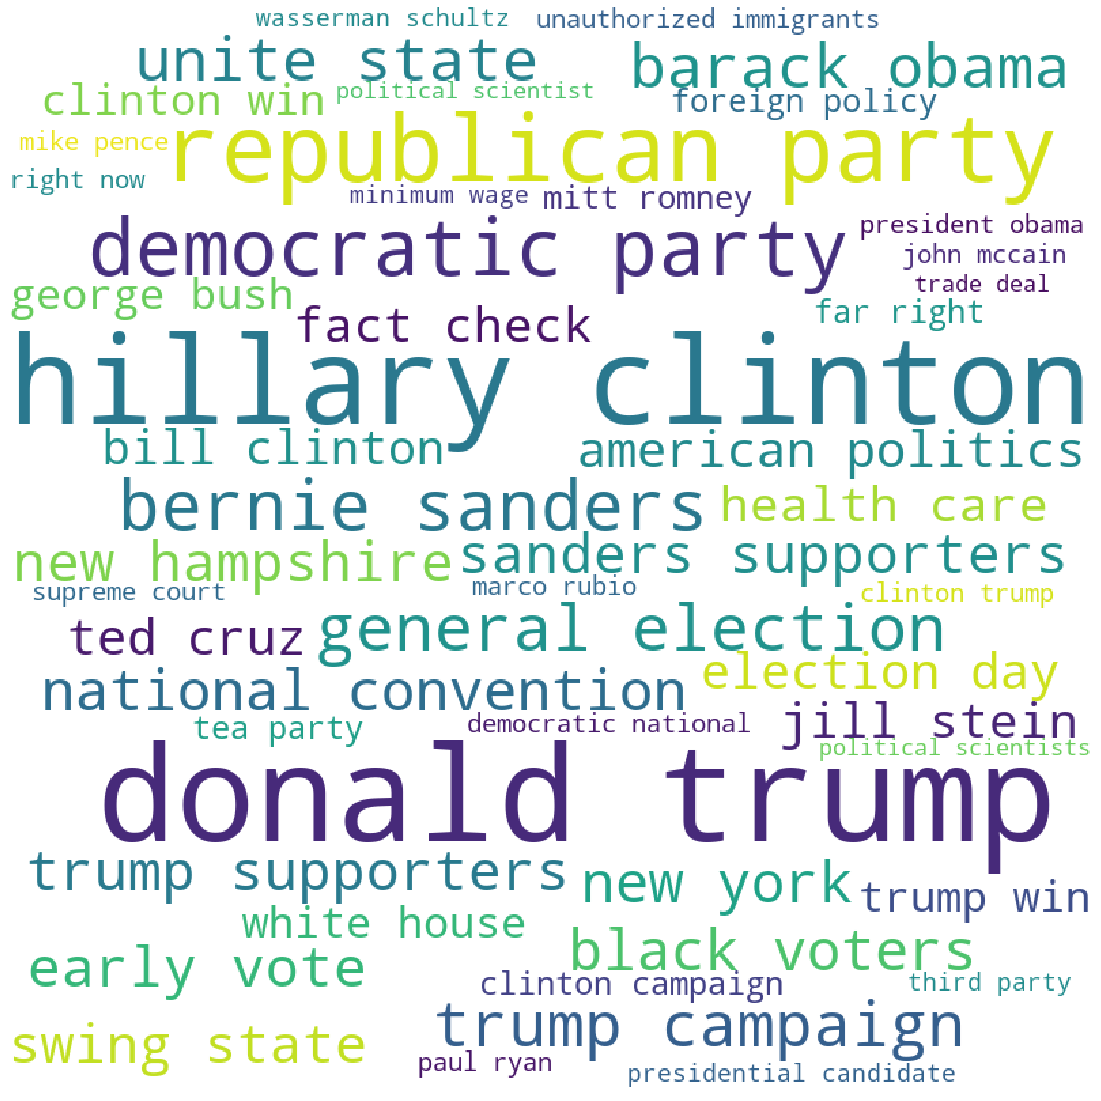 wasserman schultz
unauthorized immigrants
unite state
barack obama
clinton win
political scientist
foreign policy
mike pence
republican party
right now
minimum wage
mitt romney
democratic party
president obama
john mccain
trade deal
george bush
fact check
far right
hillary clinton
bill clinton
american politics
bernie sanders
health care
new hampshire
sanders supporters
supreme court
marco rubio
clinton trump
ted cruz
general election
national convention
election day
tea party
democratic national
jill stein
political scientists
donald trump
trump supporters
new york
trump win
white house
black voters
early vote
clinton campaign
third party
swing state
trump campaign
paul ryan
presidential candidate